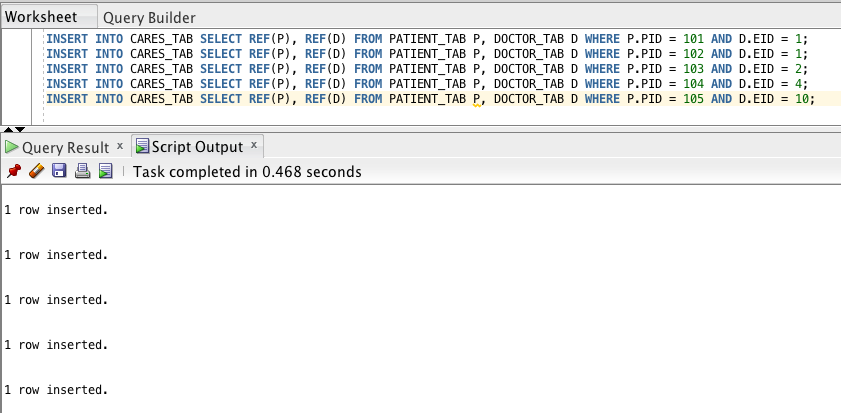 Worksheet Query Builder
INSERT INTO CARES_TAB SELECT REF(P), REF(D) FROM PATIENT_TAB P, DOCTOR_TAB D WHERE P.PID = 101 AND D.EID = 1;
INSERT INTO CARES_TAB SELECT REF(P), REF(D) FROM PATIENT_TAB P, DOCTOR_TAB D WHERE P.PID = 102 AND D.EID = 1;
INSERT INTO CARES_TAB SELECT REF(P), REF(D) FROM PATIENT_TAB P, DOCTOR_TAB D WHERE P.PID = 103 AND D.EID = 2;
INSERT INTO CARES_TAB SELECT REF(P), REF(D) FROM PATIENT_TAB P, DOCTOR_TAB D WHERE P.PID = 104 AND D.EID = 4;
INSERT INTO CARES_TAB SELECT REF(P), REF(D) FROM PATIENT_TAB P, DOCTOR_TAB D WHERE P.PID = 105 AND D.EID = 10;
Query Result x Script Output x
Task completed in 0.468 seconds
1 row inserted.
1 row inserted.
1 row inserted.
1 row inserted.
1 row inserted.